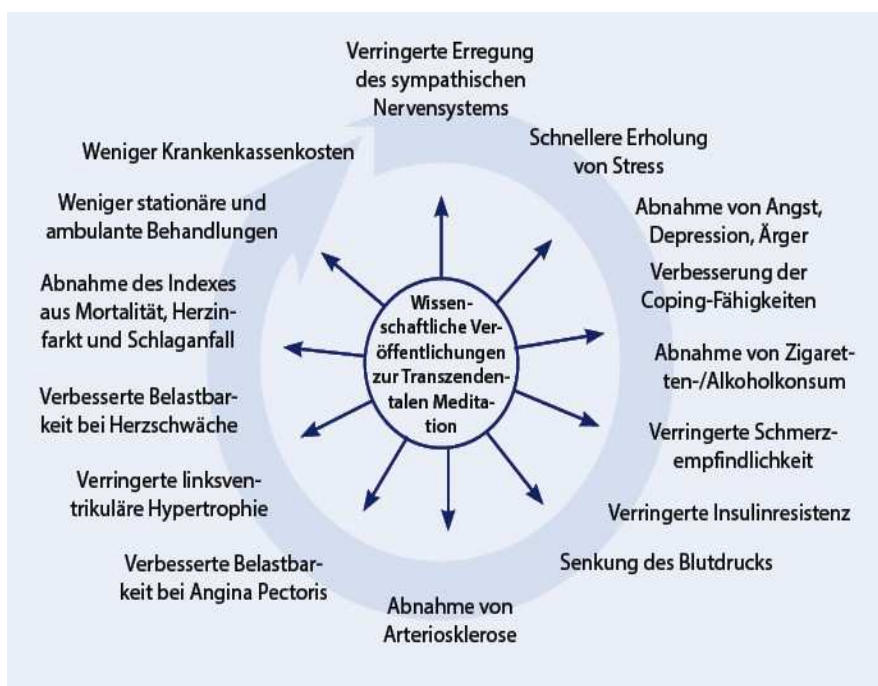 Verringerte Erregung
des sympathischen
Nervensystems
Schnellere Erholung
von Stress
Abnahme von Angst,
Depression, Ärger
Verbesserung der
Coping-Fähigkeiten
Abnahme von Zigaret-
ten-/Alkoholkonsum
Verringerte Schmerz-
empfindlichkeit
Verringerte Insulinresistenz
Senkung des Blutdrucks
Abnahme von
Arteriosklerose
Verbesserte Belastbar-
keit bei Angina Pectoris
Verringerte linksven-
trikuläre Hypertrophie
Verbesserte Belastbar-
keit bei Herzschwäche
Abnahme des Indexes
aus Mortalität, Herzin-
farkt und Schlaganfall
Weniger stationäre und
ambulante Behandlungen
Weniger Krankenkassenkosten
Wissen-
schaftliche Ver-
öffentlichungen
zur Transzenden-
talen Medita-
tion